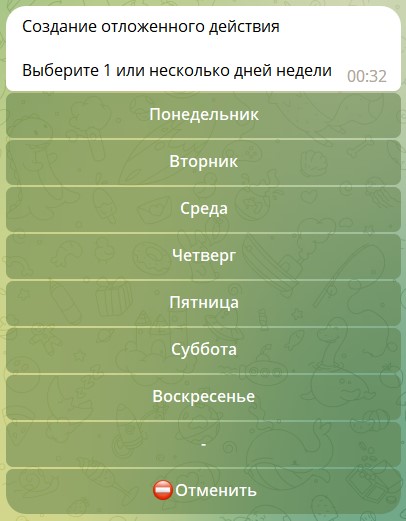 Создание отложенного действия
Выберите 1 или несколько дней недели
00:32
Понедельник
Вторник
Среда
Четверг
Пятница
Суббота
Воскресенье
-
⛔Отменить